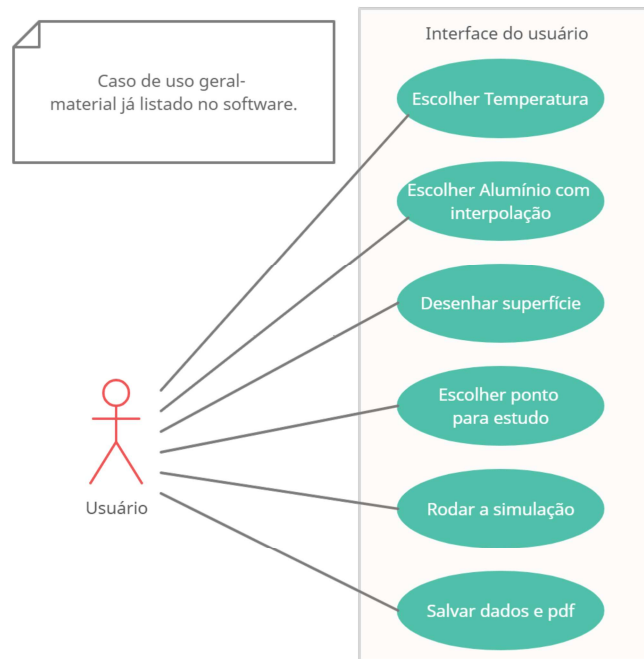 Caso de uso geral-
material já listado no software.
Interface do usuário
Escolher Temperatura
Escolher Alumínio com
interpolação
Desenhar superfície
Escolher ponto
para estudo
Rodar a simulação
Salvar dados e pdf
Usuário